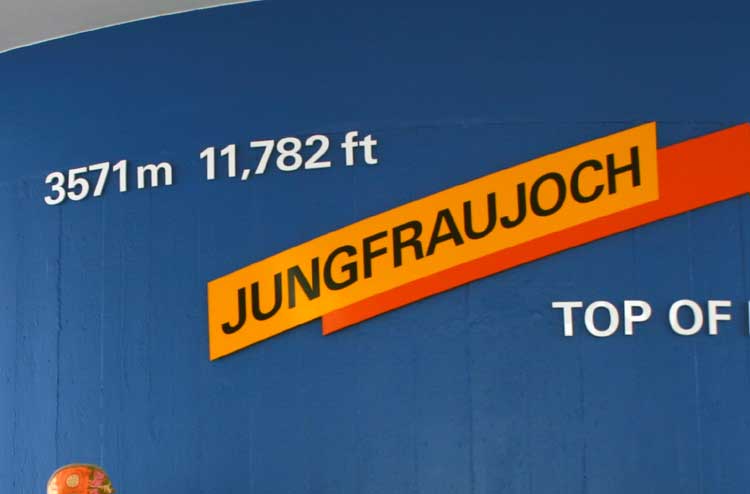 3571m 11,782 ft
JUNGFRAUJOCH
TOP OF